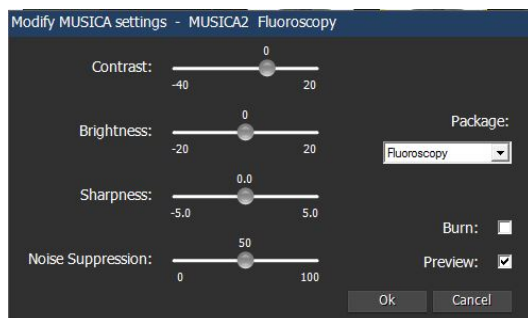 Modify MUSICA settings - MUSICA2 Fluoroscopy
0
Contrast:
-40 20
0
Brightness:
-20 20
Package:
Fluoroscopy
0.0
Sharpness:
-5.0 5.0
Burn:
50
Noise Suppression:
0 100
Preview:
Ok Cancel